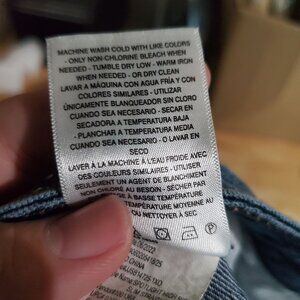 MACHINE WASH COLD WITH LIKE COLORS
- ONLY NON CHLORINE BLEACH WHEN
NEEDED - TUMBLE DRY LOW - WARM IRON
WHEN NEEDED - OR DRY CLEAN
LAVAR A MÁQUINA CON AGUA FRÍA Y CON
COLORES SIMILARES - UTILIZAR
ÚNICAMENTE BLANQUEADOR SIN CLORO
CUANDO SEA NECESARIO - SECAR EN
SECADORA A TEMPERATURA BAJA
- PLANCHAR A TEMPERATURA MEDIA
CUANDO SEA NECESARIO - O LAVAR EN
SECO
LAVER À LA MACHINE À L'EAU FROIDE AVEC
DES COULEURS SIMILAIRES - UTILISER
SEULEMENT UN AGENT DE BLANCHIMENT
NON CHLORÉ AU BESOIN - SÉCHER PAR
À BASSE TEMPÉRATURE
TEMPÉRATURE MOYENNE AU
OU NETTOYER À SEC
CHINA